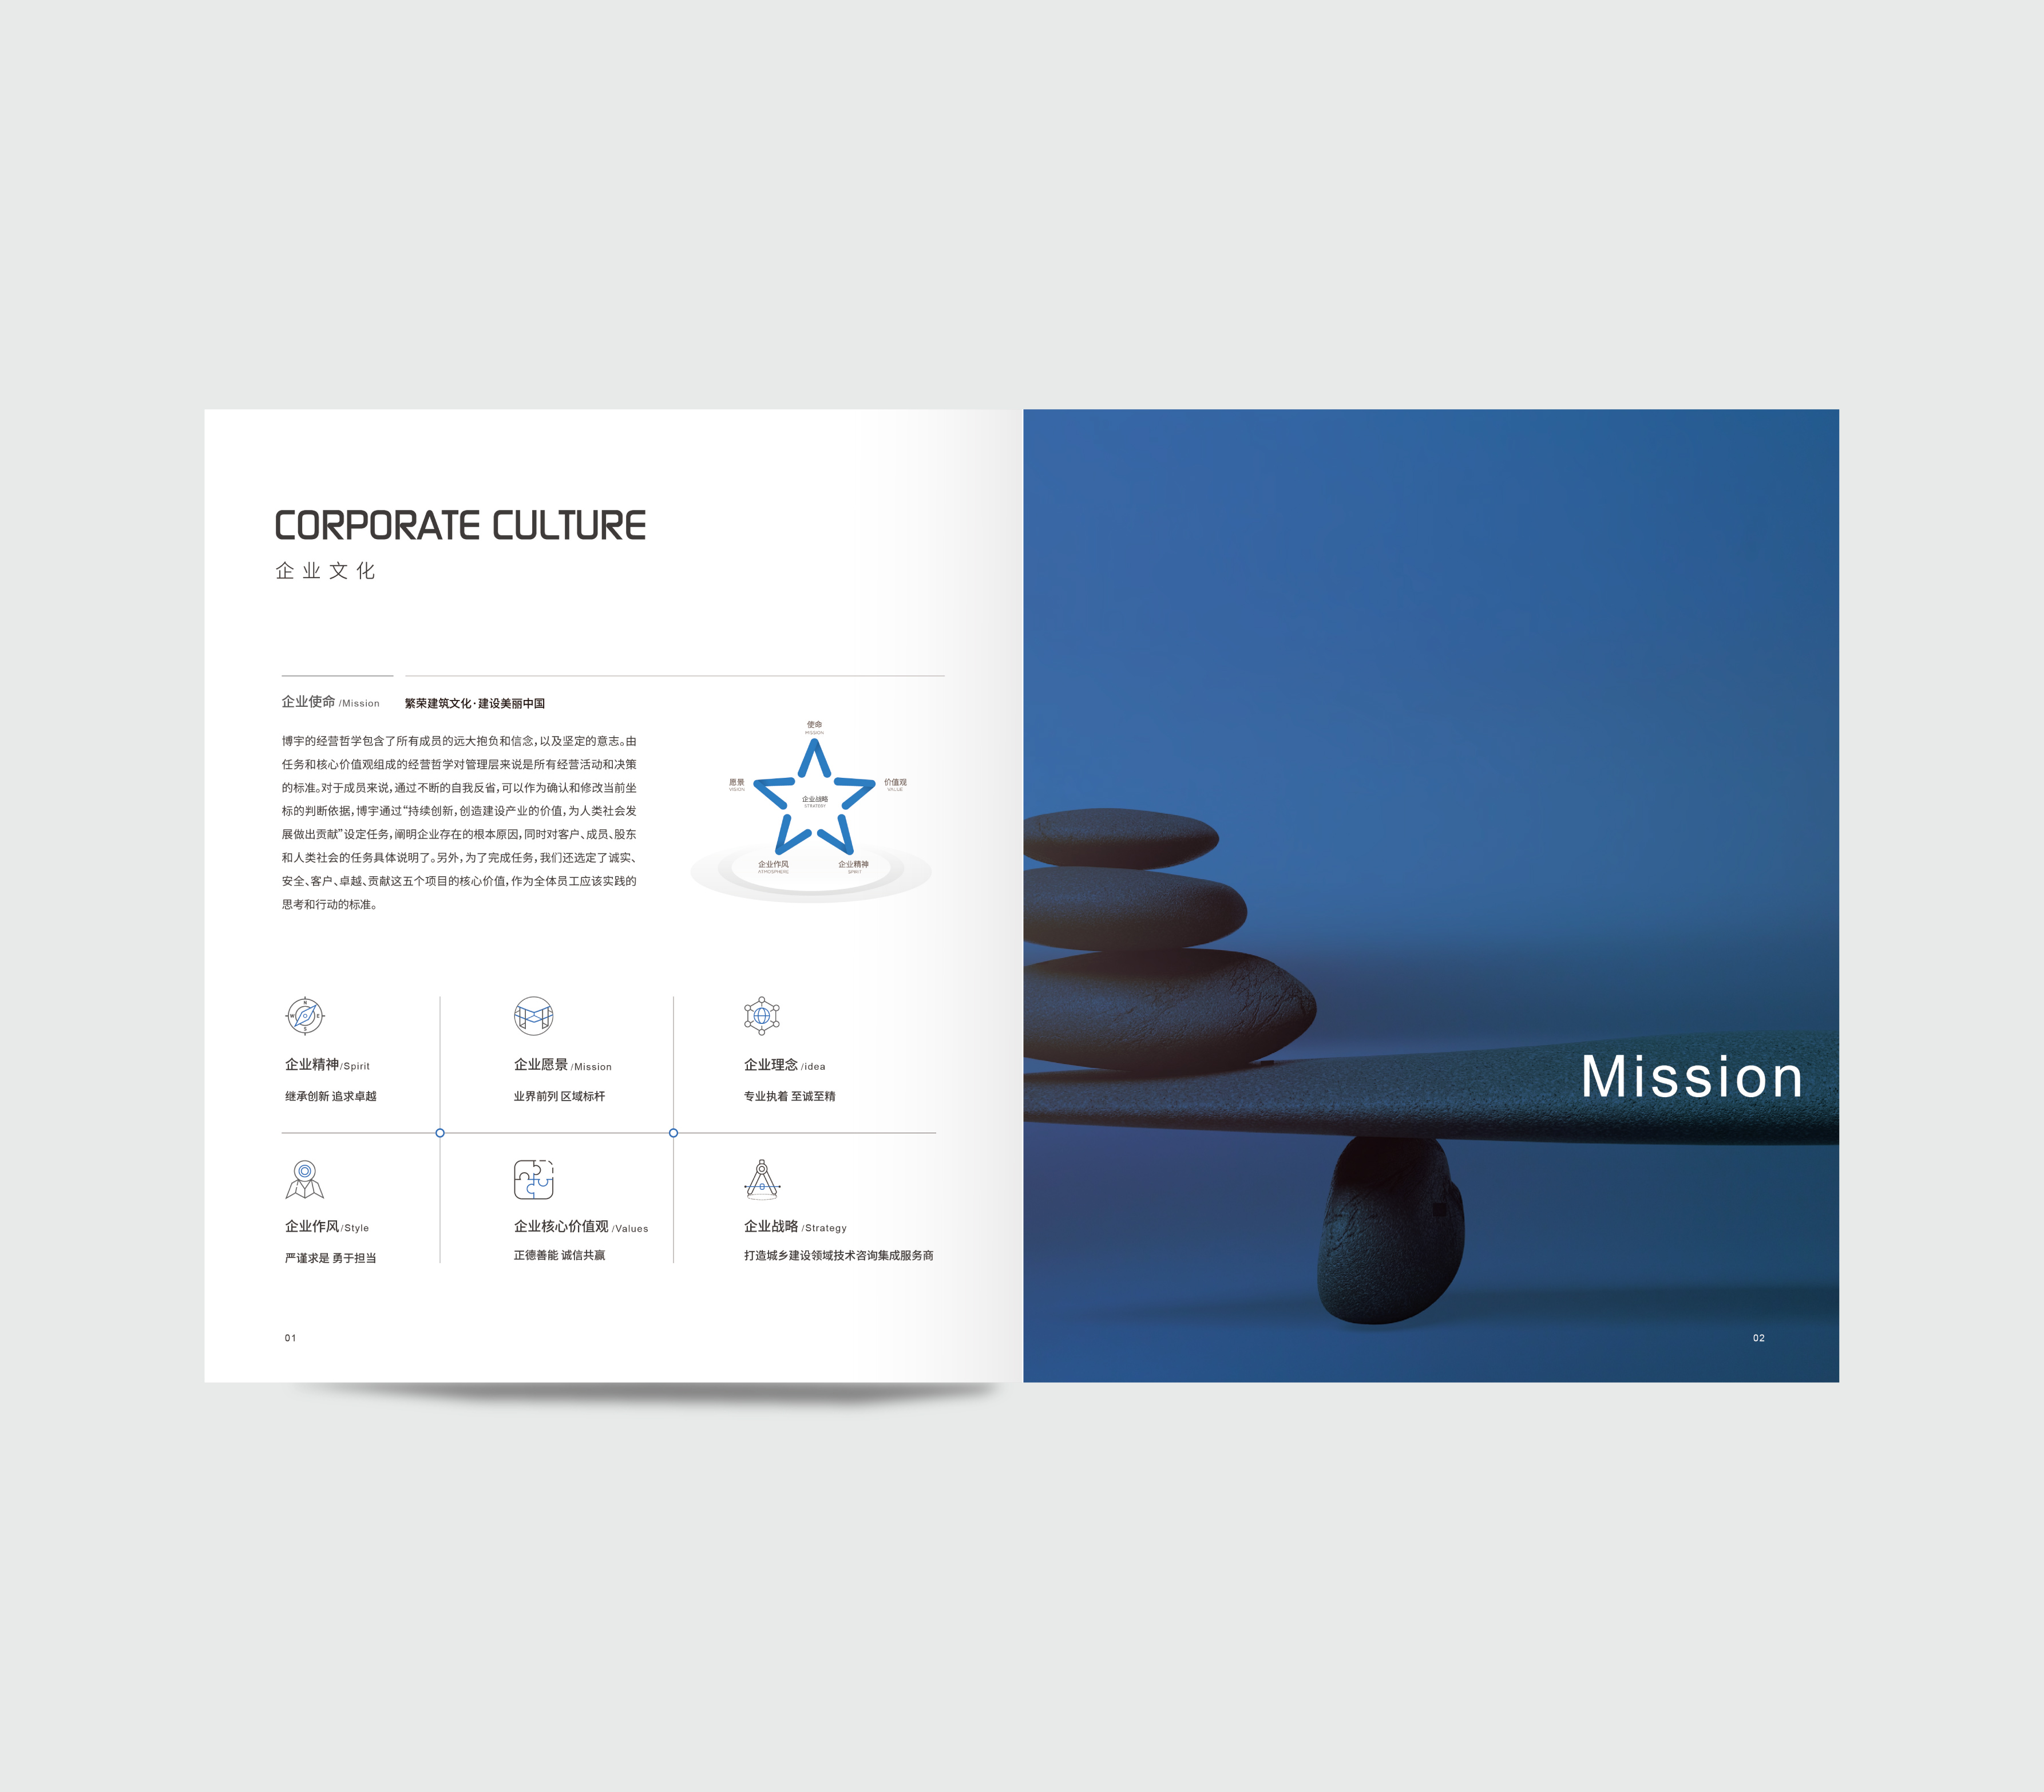 CORPORATE CULTURE
企业文化
企业使命 /Mission
繁荣建筑文化·建设美丽中国
博宇的经营哲学包含了所有成员的远大抱负和信念，以及坚定的意志。由
任务和核心价值观组成的经营哲学对管理层来说是所有经营活动和决策
的标准。对于成员来说，通过不断的自我反省，可以作为确认和修改当前坐
标的判断依据，博宇通过“持续创新，创造建设产业的价值，为人类社会发
展做出贡献”设定任务，阐明企业存在的根本原因，同时对客户、成员、股东
和人类社会的任务具体说明了。另外，为了完成任务，我们还选定了诚实、
安全、客户、卓越、贡献这五个项目的核心价值，作为全体员工应该实践的
思考和行动的标准。
使命
MISSION
愿景
VISION
价值观
VALUE
企业战略
STRATERY
企业作风
ATMOSPHERE
企业精神
SPIRIT
N
W E
S
企业精神/Spirit
继承创新 追求卓越
企业愿景 /Mission
业界前列 区域标杆
企业理念 /idea
专业执着 至诚至精
企业作风/Style
严谨求是 勇于担当
企业核心价值观 /Values
正德善能 诚信共赢
企业战略 /Strategy
打造城乡建设领域技术咨询集成服务商
01
Mission
02